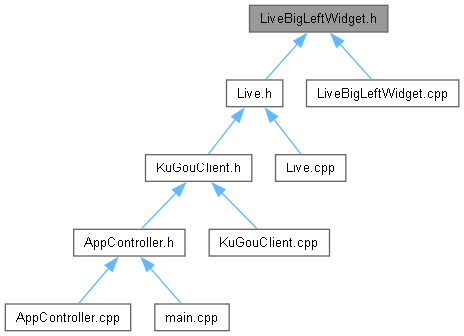 LiveBigLeftWidget.h
Live.h
LiveBigLeftWidget.cpp
KuGouClient.h
Live.cpp
AppController.h
KuGouClient.cpp
AppController.cpp
main.cpp